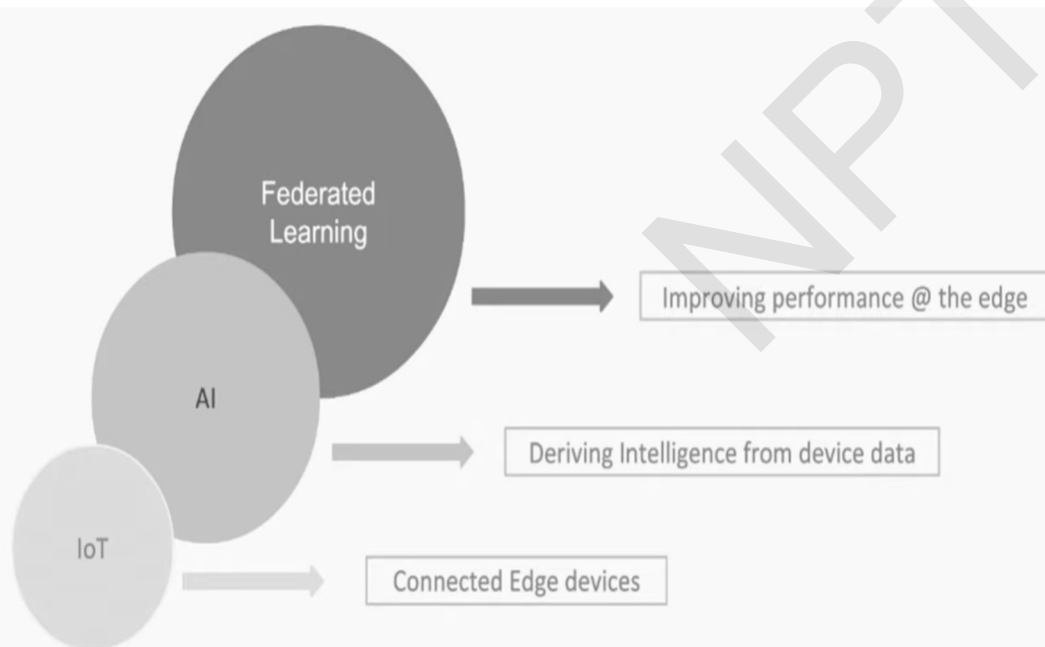 NPT
Federated
Learning
Improving performance @ the edge
AI
Deriving Intelligence from device data
IoT
Connected Edge devices